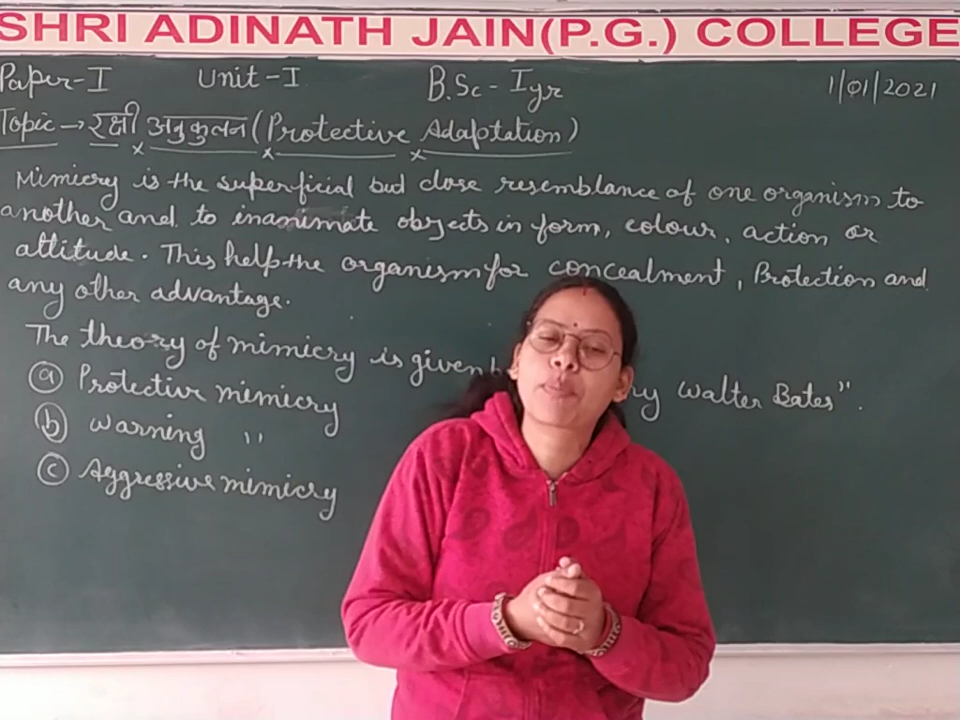 SHRI ADINATH JAIN(P.G.) COLLEGE
Paper-I Unit-I B.Sc-Iyr 1/01/2021
Topic → रक्षी अनुकुलन (Protective Adaptation)
Mimicry is the superficial but close resemblance of one organism to
another and to inanimate objects in form, colour, action or
attitude. This help the organism for concealment, Protection and
any other advantage.
The theory of mimicry is given Walter Bates".
(a) Protective mimicry
(b) warning "
(c) Aggressive mimicry